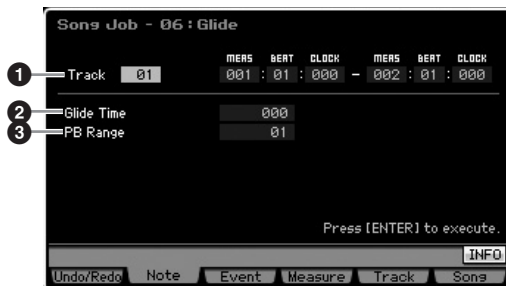 Song Job - 06:Glide
MEAS BEAT CLOCK MEAS BEAT CLOCK
1 Track 01 001 : 01 : 000 - 002 : 01 : 000
2 Glide Time 000
3 PB Range 01
Press [ENTER] to execute.
INFO
Undo/Redo Note Event Measure Track Song